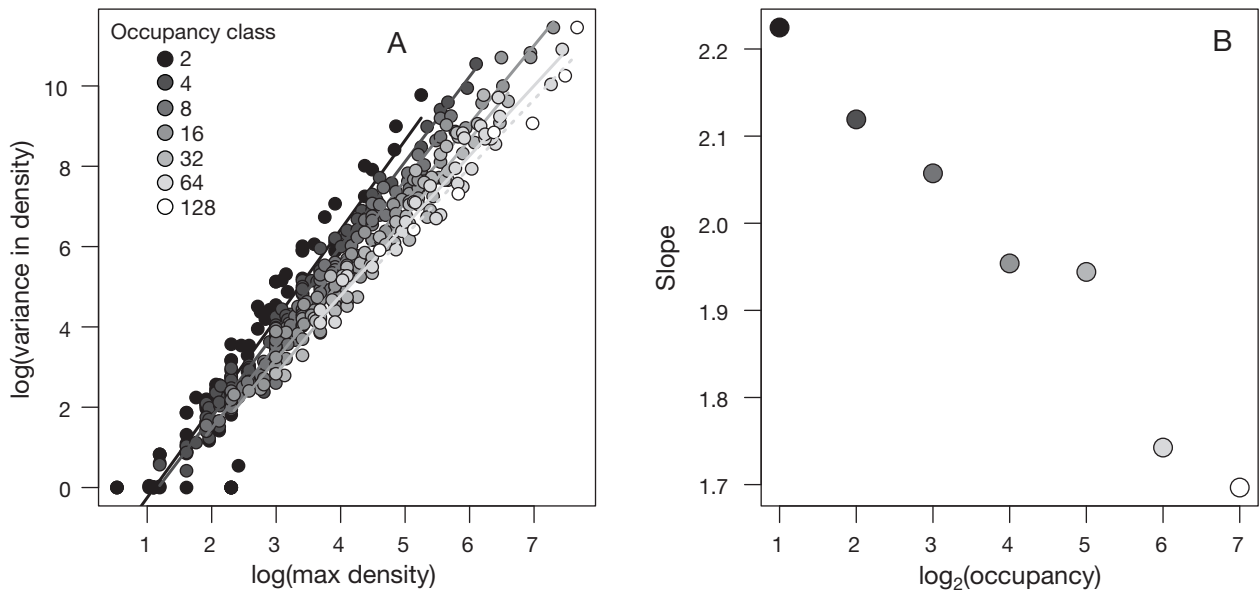 A
Occupancy class
2
4
8
16
32
64
128
log(variance in density)
10
8
6
4
2
0
1 2 3 4 5 6 7
log(max density)
B
Slope
2.2
2.1
2.0
1.9
1.8
1.7
1 2 3 4 5 6 7
log₂(occupancy)